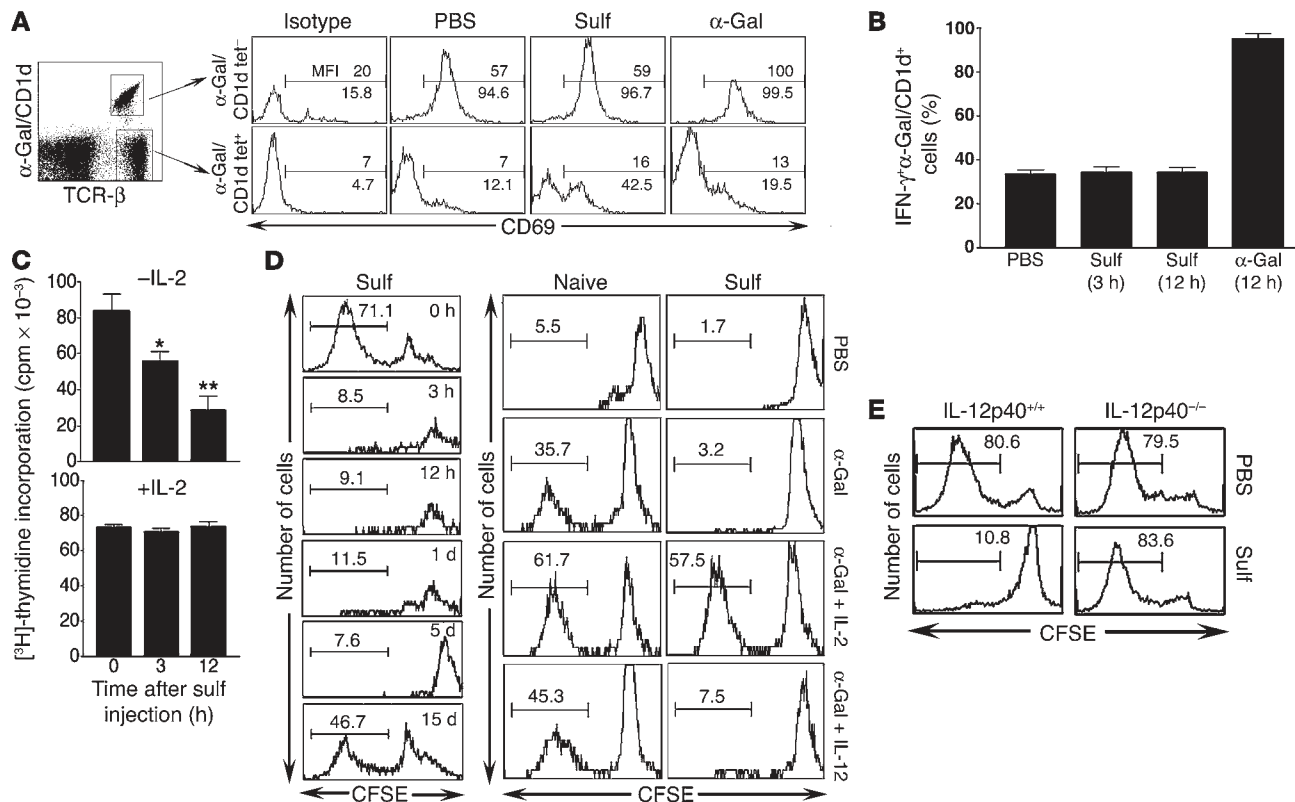 A
Isotype PBS Sulf α-Gal
α-Gal/CD1d
TCR-β
α-Gal/
CD1d tet⁻
MFI 20
15.8
57
94.6
59
96.7
100
99.5
α-Gal/
CD1d tet⁺
7
4.7
7
12.1
16
42.5
13
19.5
CD69
B
IFN-γ⁺α-Gal/CD1d⁺
cells (%)
100
80
60
40
20
0
PBS Sulf Sulf α-Gal
(3 h) (12 h) (12 h)
C
[³H]-thymidine incorporation (cpm × 10⁻³)
–IL-2
100
80
60
40
20
0
*
**
+IL-2
100
80
60
40
20
0
0 3 12
Time after sulf
injection (h)
D
Number of cells
Sulf
71.1 0 h
8.5 3 h
9.1 12 h
11.5 1 d
7.6 5 d
46.7 15 d
CFSE
Number of cells
Naive Sulf
5.5 1.7 PBS
35.7 3.2 α-Gal
61.7 57.5 α-Gal + IL-2
45.3 7.5 α-Gal + IL-12
CFSE
E
IL-12p40⁺/⁺ IL-12p40⁻/⁻
Number of cells
80.6 79.5 PBS
10.8 83.6 Sulf
CFSE